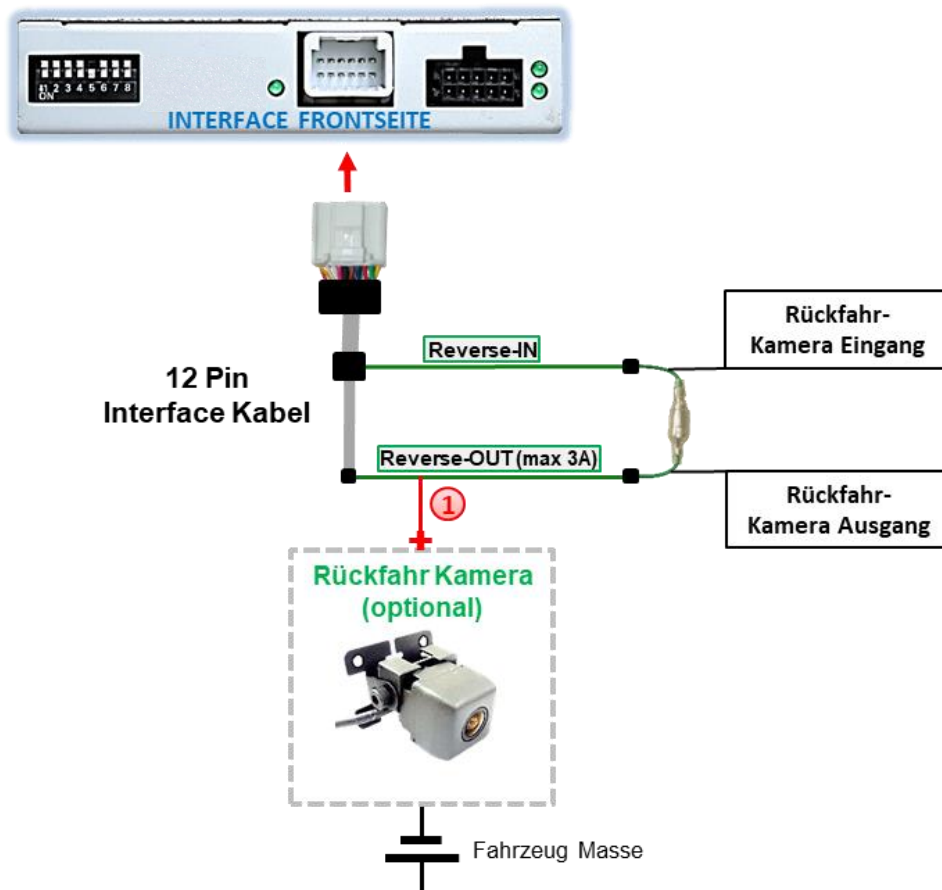 1 2 3 4 5 6 7 8
ON
INTERFACE FRONTSEITE
Reverse-IN
Rückfahr-
Kamera Eingang
12 Pin
Interface Kabel
Reverse-OUT (max 3A)
Rückfahr-
Kamera Ausgang
1
+
Rückfahr Kamera
(optional)
Fahrzeug Masse